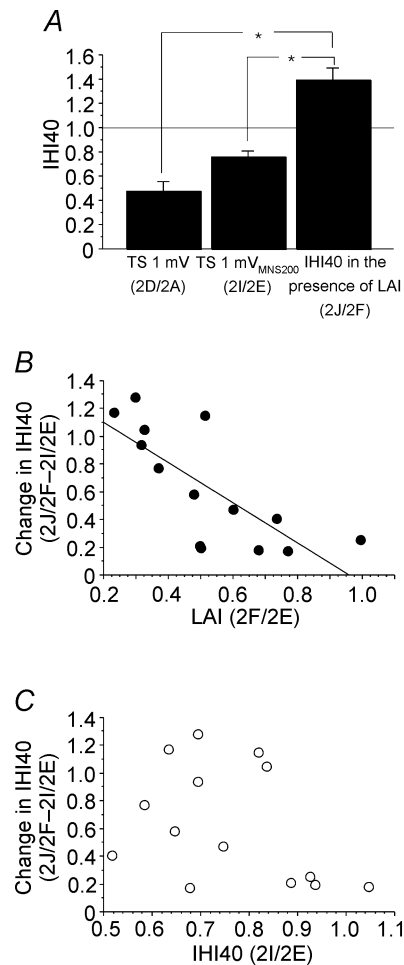 A
*
*
1.6
1.4
1.2
1.0
0.8
0.6
0.4
0.2
0
IHI40
TS 1 mV TS 1 mVMNS200 IHI40 in the
(2D/2A) (2I/2E) presence of LAI
(2J/2F)
B
1.4
1.2
1.0
0.8
0.6
0.4
0.2
0
Change in IHI40
(2J/2F–2I/2E)
0.2 0.4 0.6 0.8 1.0
LAI (2F/2E)
C
1.4
1.2
1.0
0.8
0.6
0.4
0.2
0
Change in IHI40
(2J/2F–2I/2E)
0.5 0.6 0.7 0.8 0.9 1.0 1.1
IHI40 (2I/2E)